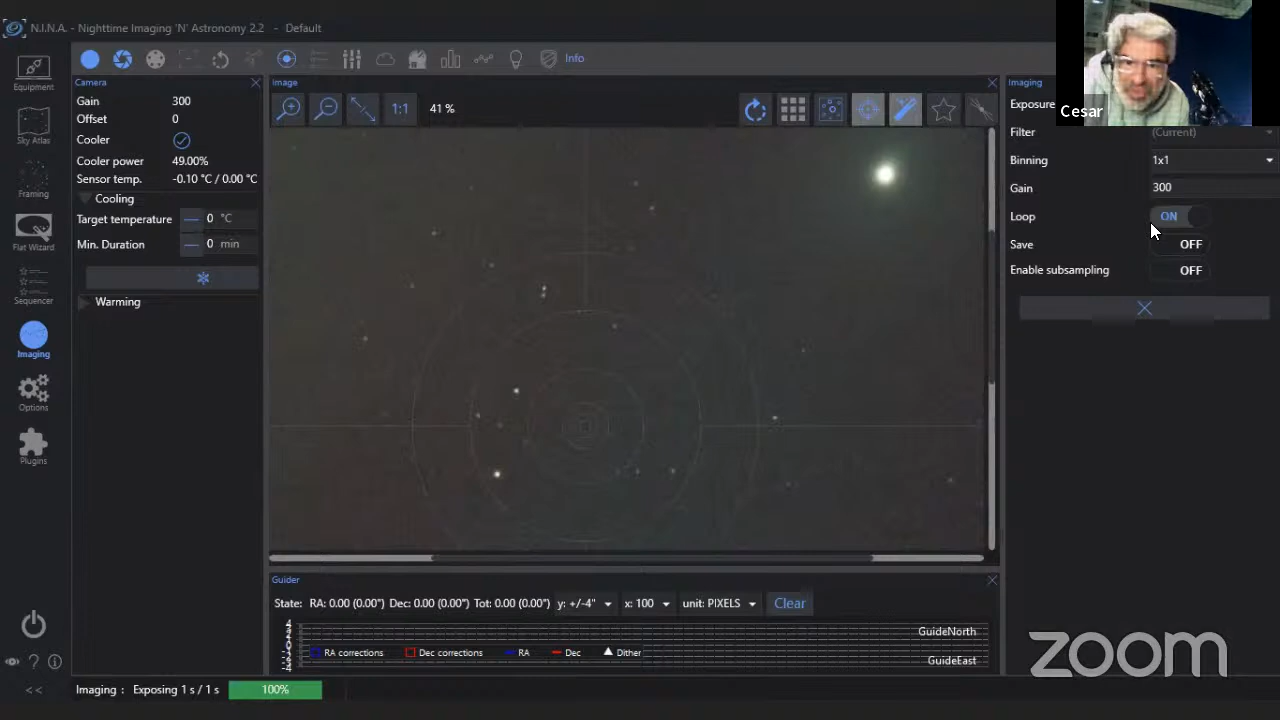 N.I.N.A. - Nighttime Imaging 'N' Astronomy 2.2 - Default
Equipment
Sky Atlas
Framing
Flat Wizard
Sequencer
Imaging
Options
Plugins
<<
Info
Camera
Gain 300
Offset 0
Cooler
Cooler power 49.00%
Sensor temp. -0.10 °C / 0.00 °C
Cooling
Target temperature 0 °C
Min. Duration 0 min
Warming
Image
1:1 41 %
Guider
State: RA: 0.00 (0.00") Dec: 0.00 (0.00") Tot: 0.00 (0.00") y: +/-4" x: 100 unit: PIXELS Clear
GuideNorth
RA corrections Dec corrections RA Dec Dither
GuideEast
Imaging
Exposure
Filter (Current)
Binning 1x1
Gain 300
Loop ON
Save OFF
Enable subsampling OFF
Cesar
zoom
Imaging : Exposing 1 s / 1 s 100%